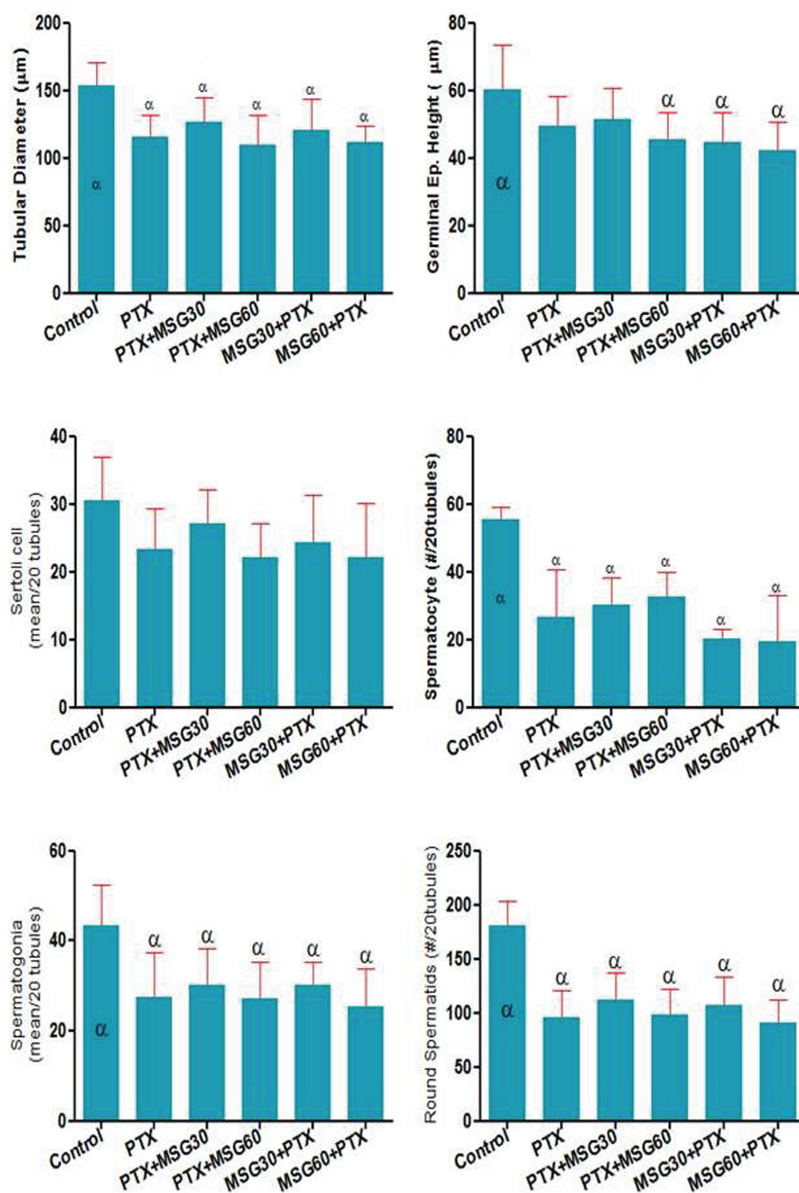 200
150
100
50
0
Tubular Diameter (μm)
α
α
α
α
α
α
Control
PTX
PTX+MSG30
PTX+MSG60
MSG30+PTX
MSG60+PTX
80
60
40
20
0
Germinal Ep. Height ( μm)
α
α
α
α
Control
PTX
PTX+MSG30
PTX+MSG60
MSG30+PTX
MSG60+PTX
40
30
20
10
0
Sertoli cell
(mean/20 tubules)
Control
PTX
PTX+MSG30
PTX+MSG60
MSG30+PTX
MSG60+PTX
80
60
40
20
0
Spermatocyte (#/20tubules)
α
α
α
α
α
α
Control
PTX
PTX+MSG30
PTX+MSG60
MSG30+PTX
MSG60+PTX
60
40
20
0
Spermatogonia
(mean/20 tubules)
α
α
α
α
α
α
Control
PTX
PTX+MSG30
PTX+MSG60
MSG30+PTX
MSG60+PTX
250
200
150
100
50
0
Round Spermatids (#/20tubules)
α
α
α
α
α
α
Control
PTX
PTX+MSG30
PTX+MSG60
MSG30+PTX
MSG60+PTX